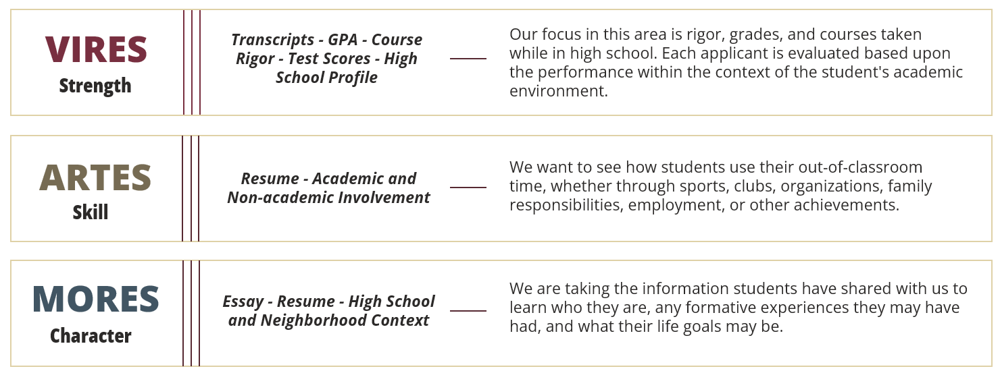 VIRES
Strength
Transcripts - GPA - Course
Rigor - Test Scores - High
School Profile
Our focus in this area is rigor, grades, and courses taken
while in high school. Each applicant is evaluated based upon
the performance within the context of the student's academic
environment.
ARTES
Skill
Resume - Academic and
Non-academic Involvement
We want to see how students use their out-of-classroom
time, whether through sports, clubs, organizations, family
responsibilities, employment, or other achievements.
MORES
Character
Essay - Resume - High School
and Neighborhood Context
We are taking the information students have shared with us to
learn who they are, any formative experiences they may have
had, and what their life goals may be.